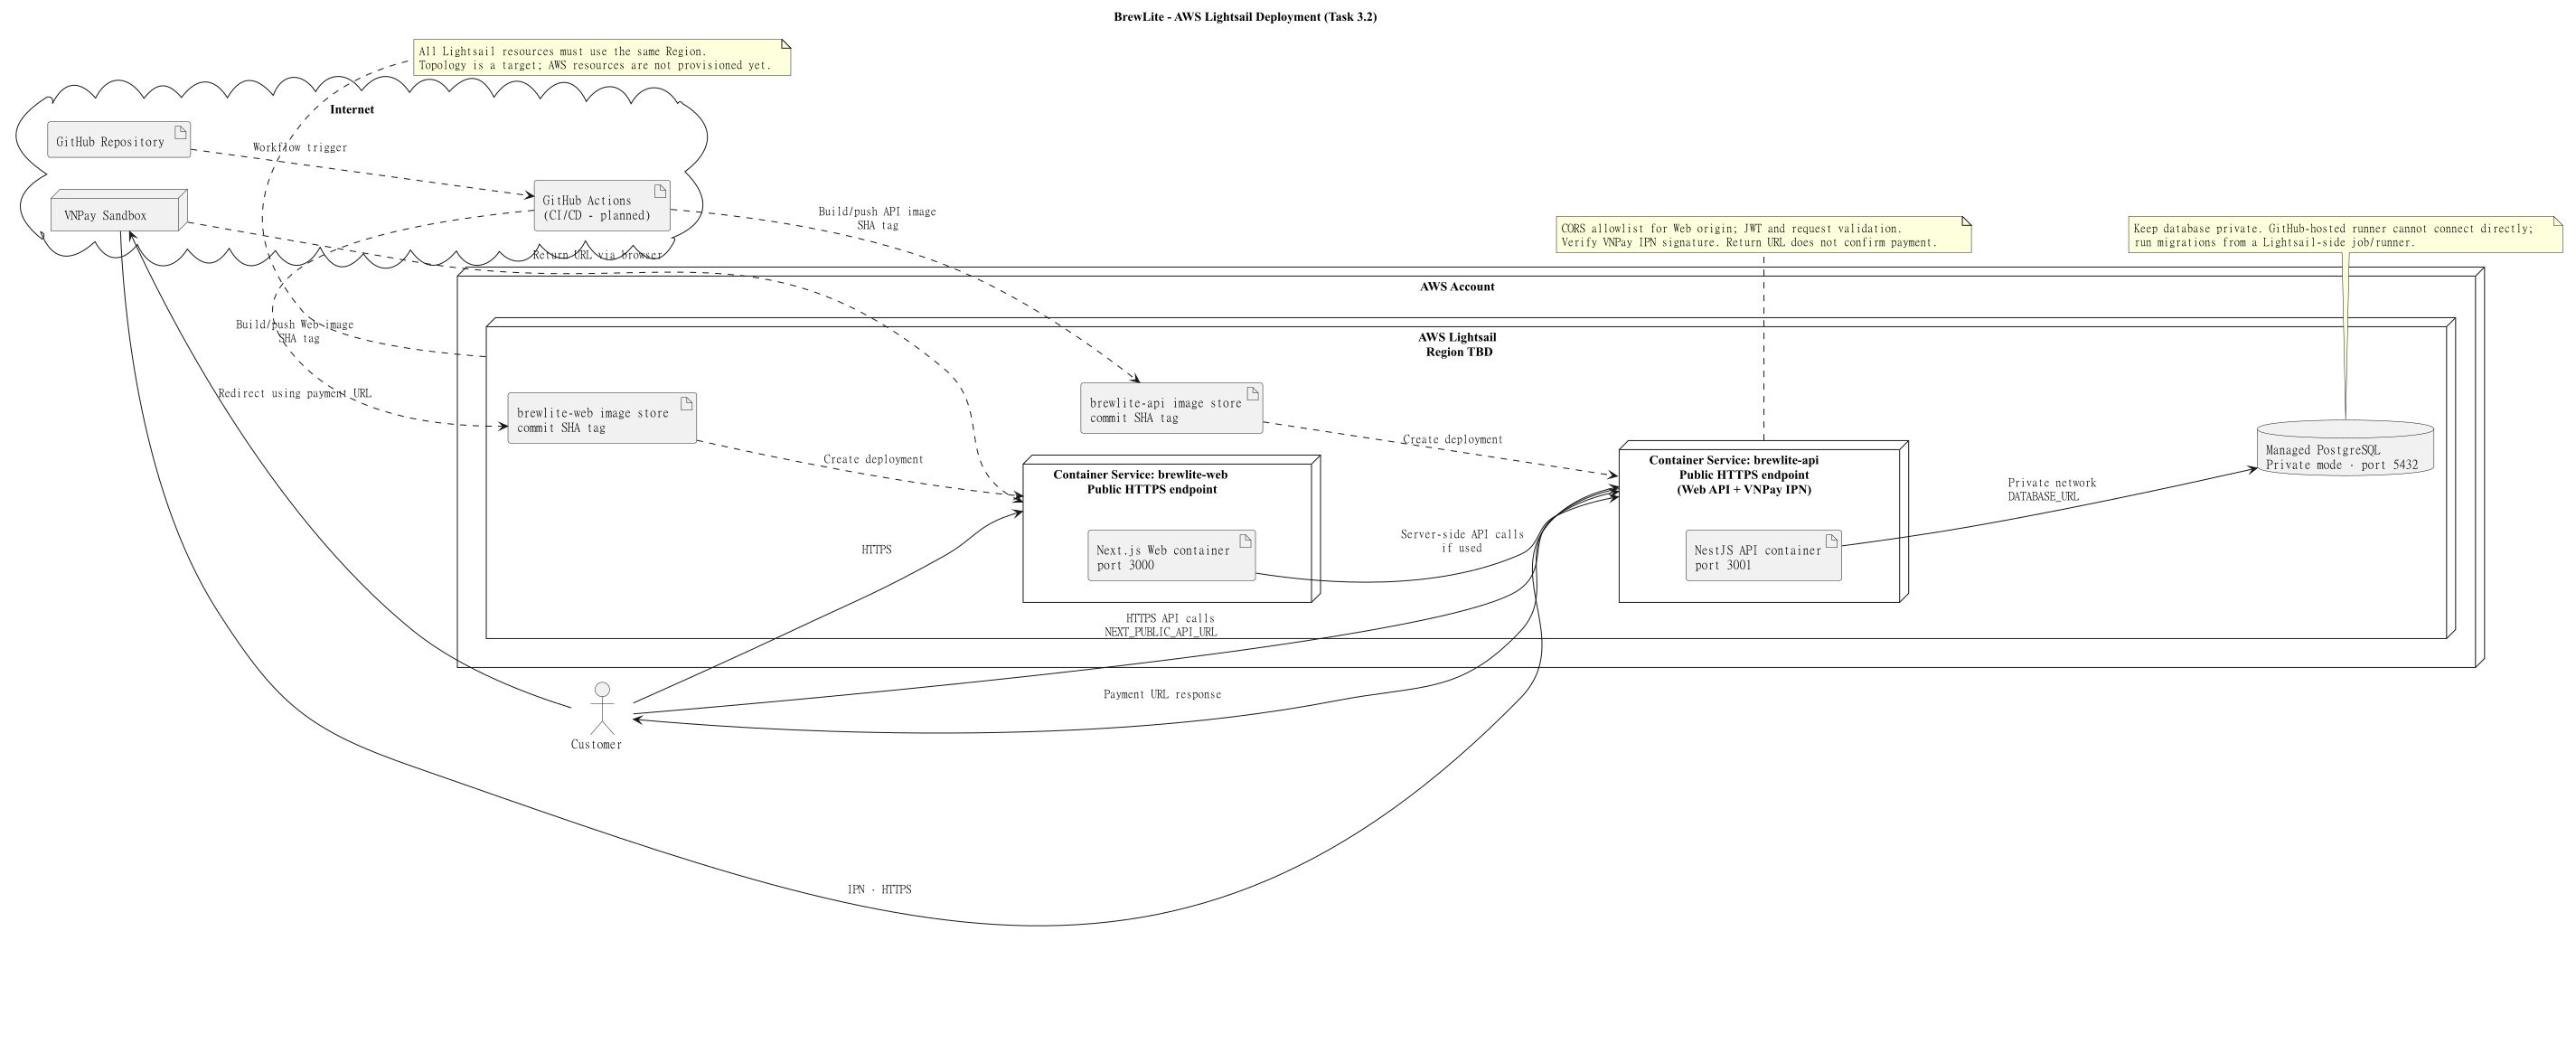 BrewLite - AWS Lightsail Deployment (Task 3.2)
All Lightsail resources must use the same Region.
Topology is a target; AWS resources are not provisioned yet.
Internet
GitHub Repository
Workflow trigger
VNPay Sandbox
GitHub Actions
(CI/CD - planned)
Return URL via browser
Build/push API image
SHA tag
CORS allowlist for Web origin; JWT and request validation.
Verify VNPay IPN signature. Return URL does not confirm payment.
Keep database private. GitHub-hosted runner cannot connect directly;
run migrations from a Lightsail-side job/runner.
AWS Account
AWS Lightsail
Region TBD
Build/push Web image
SHA tag
Redirect using payment URL
brewlite-web image store
commit SHA tag
brewlite-api image store
commit SHA tag
Create deployment
Create deployment
Container Service: brewlite-web
Public HTTPS endpoint
Next.js Web container
port 3000
Container Service: brewlite-api
Public HTTPS endpoint
(Web API + VNPay IPN)
NestJS API container
port 3001
Managed PostgreSQL
Private mode · port 5432
Private network
DATABASE_URL
Server-side API calls
if used
HTTPS
HTTPS API calls
NEXT_PUBLIC_API_URL
Payment URL response
Customer
IPN · HTTPS